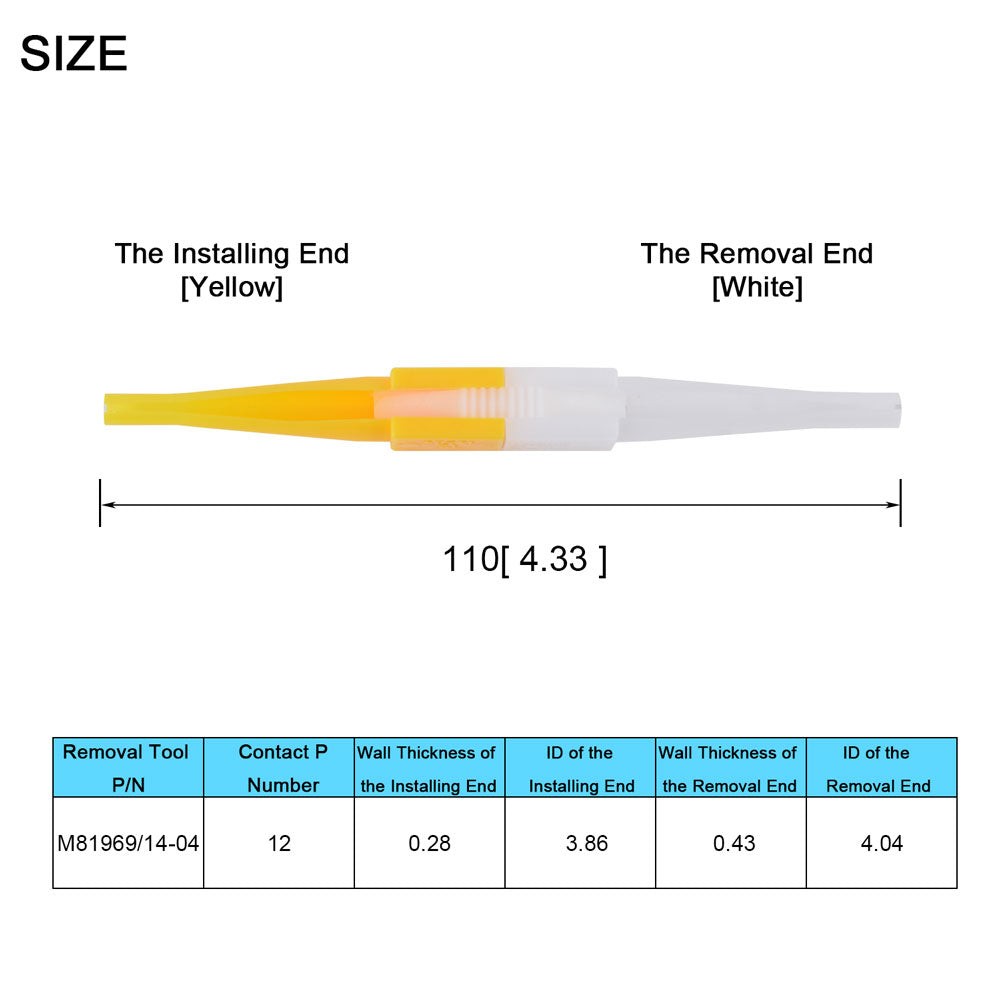 SIZE
The Installing End
[Yellow]
The Removal End
[White]
110[ 4.33 ]
Removal Tool
P/N
Contact P
Number
Wall Thickness of
the Installing End
ID of the
Installing End
Wall Thickness of
the Removal End
ID of the
Removal End
M81969/14-04
12
0.28
3.86
0.43
4.04